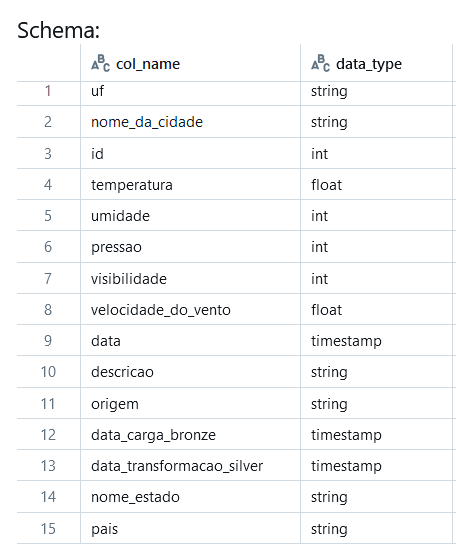 Schema:
ABC col_name ABC data_type
1 uf string
2 nome_da_cidade string
3 id int
4 temperatura float
5 umidade int
6 pressao int
7 visibilidade int
8 velocidade_do_vento float
9 data timestamp
10 descricao string
11 origem string
12 data_carga_bronze timestamp
13 data_transformacao_silver timestamp
14 nome_estado string
15 pais string